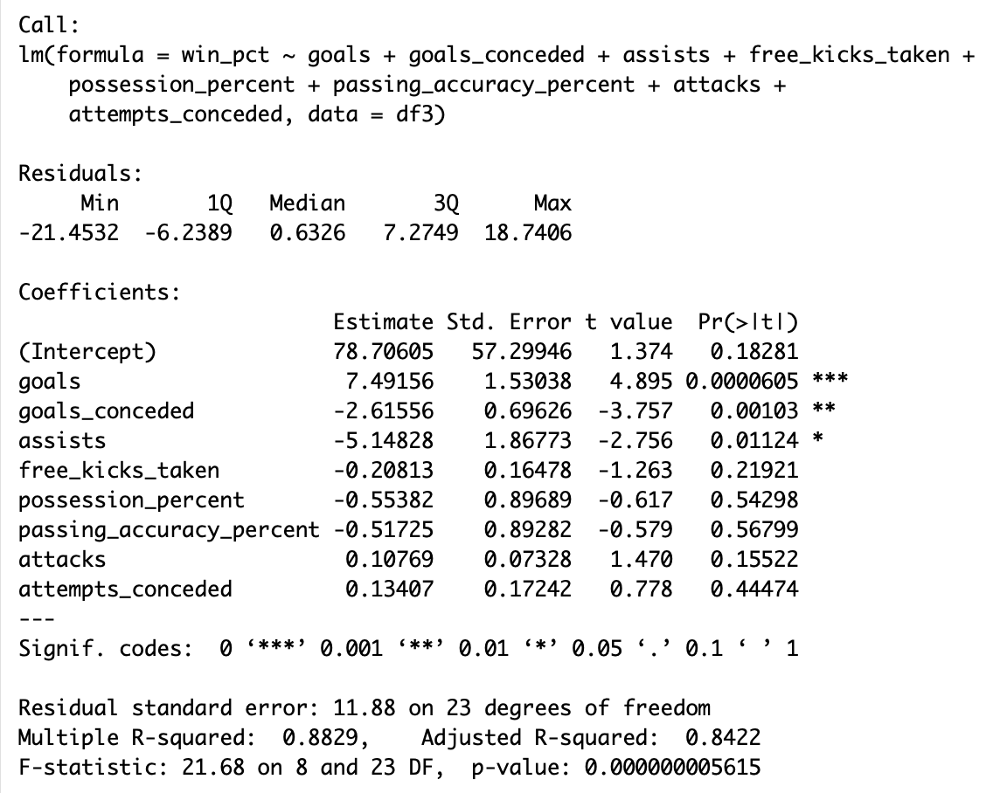 Call:
lm(formula = win_pct ~ goals + goals_conceded + assists + free_kicks_taken +
    possession_percent + passing_accuracy_percent + attacks +
    attempts_conceded, data = df3)

Residuals:
     Min       1Q   Median       3Q      Max
-21.4532  -6.2389   0.6326   7.2749  18.7406

Coefficients:
                         Estimate Std. Error t value  Pr(>|t|)
(Intercept)              78.70605   57.29946   1.374   0.18281
goals                     7.49156    1.53038   4.895 0.0000605 ***
goals_conceded           -2.61556    0.69626  -3.757   0.00103 **
assists                  -5.14828    1.86773  -2.756   0.01124 *
free_kicks_taken         -0.20813    0.16478  -1.263   0.21921
possession_percent       -0.55382    0.89689  -0.617   0.54298
passing_accuracy_percent -0.51725    0.89282  -0.579   0.56799
attacks                   0.10769    0.07328   1.470   0.15522
attempts_conceded         0.13407    0.17242   0.778   0.44474
---
Signif. codes:  0 ‘***’ 0.001 ‘**’ 0.01 ‘*’ 0.05 ‘.’ 0.1 ‘ ’ 1

Residual standard error: 11.88 on 23 degrees of freedom
Multiple R-squared:  0.8829,    Adjusted R-squared:  0.8422
F-statistic: 21.68 on 8 and 23 DF,  p-value: 0.000000005615